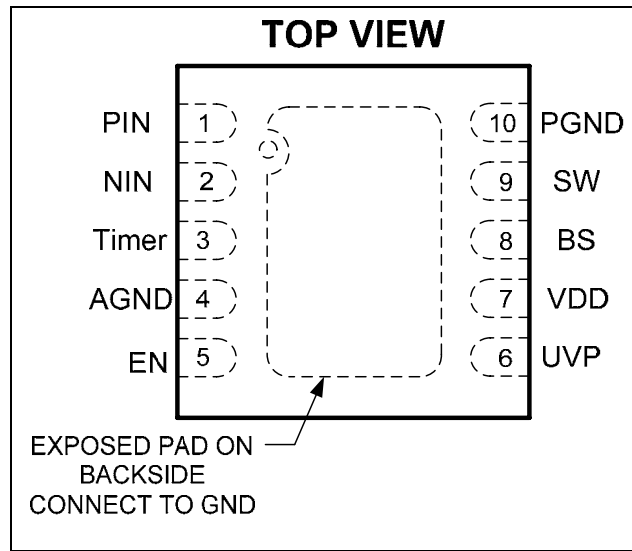 TOP VIEW
PIN 1 10 PGND
NIN 2 9 SW
Timer 3 8 BS
AGND 4 7 VDD
EN 5 6 UVP
EXPOSED PAD ON
BACKSIDE
CONNECT TO GND